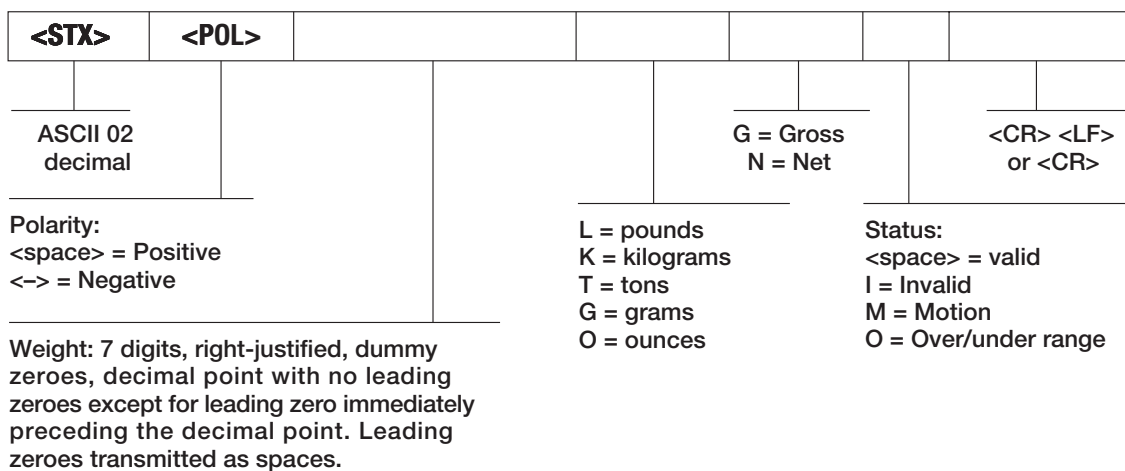 <STX> <POL>
ASCII 02
decimal
G = Gross
N = Net
<CR> <LF>
or <CR>
Polarity:
<space> = Positive
<–> = Negative
L = pounds
K = kilograms
T = tons
G = grams
O = ounces
Status:
<space> = valid
I = Invalid
M = Motion
O = Over/under range
Weight: 7 digits, right-justified, dummy
zeroes, decimal point with no leading
zeroes except for leading zero immediately
preceding the decimal point. Leading
zeroes transmitted as spaces.